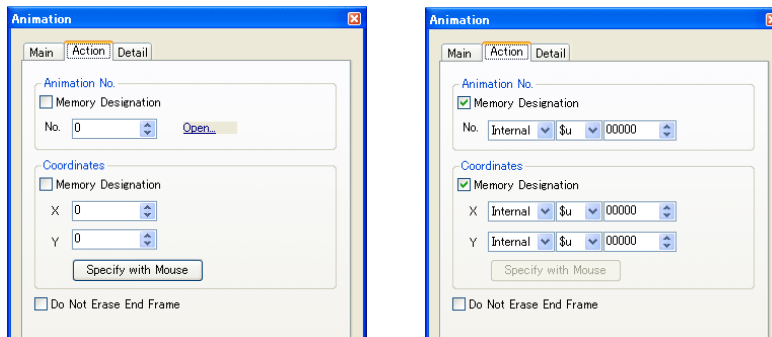 Animation
Main Action Detail
Animation No.
Memory Designation
No. 0 Open...
Coordinates
Memory Designation
X 0
Y 0
Specify with Mouse
Do Not Erase End Frame
Animation
Main Action Detail
Animation No.
Memory Designation
No. Internal $u 00000
Coordinates
Memory Designation
X Internal $u 00000
Y Internal $u 00000
Specify with Mouse
Do Not Erase End Frame